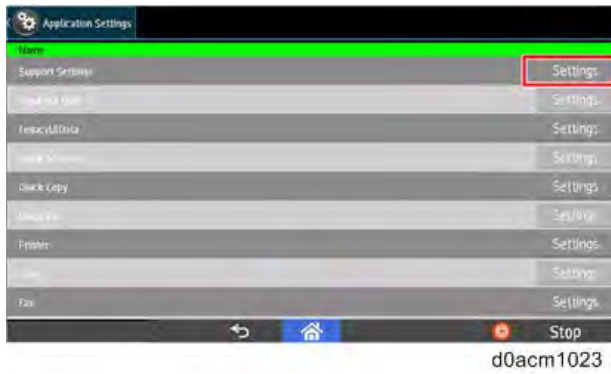 Application Settings
Name
Support Settings Settings
Settings
LegacyUIData Settings
Settings
Quick Copy Settings
Settings
Printer Settings
Settings
Fax Settings
Stop
d0acm1023